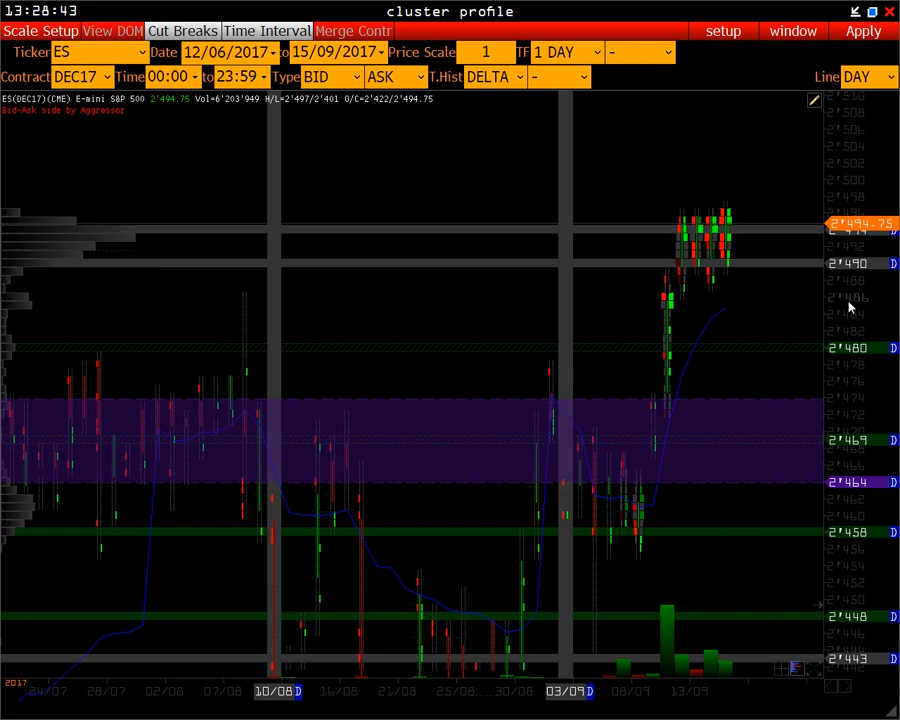 13:28:43 cluster profile
Scale Setup View DOM Cut Breaks Time Interval Merge Contr setup window Apply
Ticker ES Date 12/06/2017 to 15/09/2017 Price Scale 1 TF 1 DAY -
Contract DEC17 Time 00:00 to 23:59 Type BID ASK T.Hist DELTA - Line DAY
ES(DEC17)(CME) E-mini S&P 500 2'494.75 Vol=6'203'949 H/L=2'497/2'401 O/C=2'422/2'494.75
Bid-Ask side by Aggressor
2'510
2'508
2'506
2'504
2'502
2'500
2'498
2'494.75
2'492
2'490 D
2'488
2'486
2'484
2'482
2'480 D
2'478
2'476
2'474
2'472
2'469 D
2'466
2'464 D
2'462
2'460
2'458 D
2'456
2'454
2'452
2'450
2'448 D
2'446
2'443 D
2017
24/07 28/07 02/08 07/08 10/08 D 16/08 21/08 25/08 30/08 03/09 D 08/09 13/09